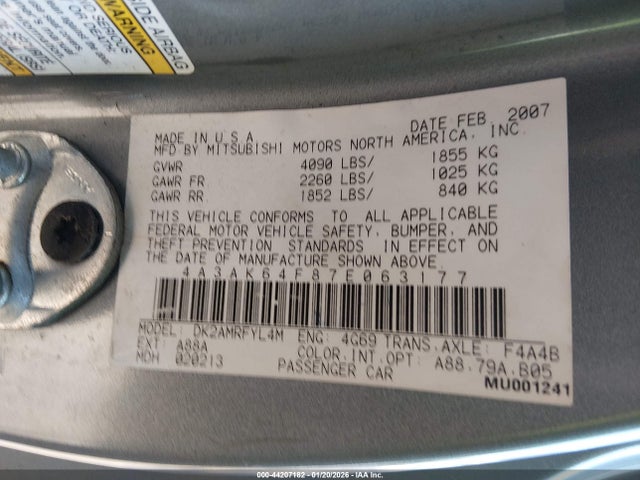 SIDE AIRBAG
WARNING
MADE IN U.S.A DATE FEB. 2007
MFD BY MITSUBISHI MOTORS NORTH AMERICA, INC.
GVWR 4090 LBS/ 1855 KG
GAWR FR 2260 LBS/ 1025 KG
GAWR RR 1852 LBS/ 840 KG
THIS VEHICLE CONFORMS TO ALL APPLICABLE
FEDERAL MOTOR VEHICLE SAFETY, BUMPER, AND
THEFT PREVENTION STANDARDS IN EFFECT ON
THE DATE OF MANUFACTURE SHOWN ABOVE
4A3AK64F87E063177
MODEL: DK2AMRFYL4M ENG: 4G69 TRANS.AXLE F4A4B
EXT: A88A COLOR.INT.OPT: A88.79A.B05
MDH 020213 PASSENGER CAR
MU001241
000-44207182 - 01/20/2026 - IAA Inc.